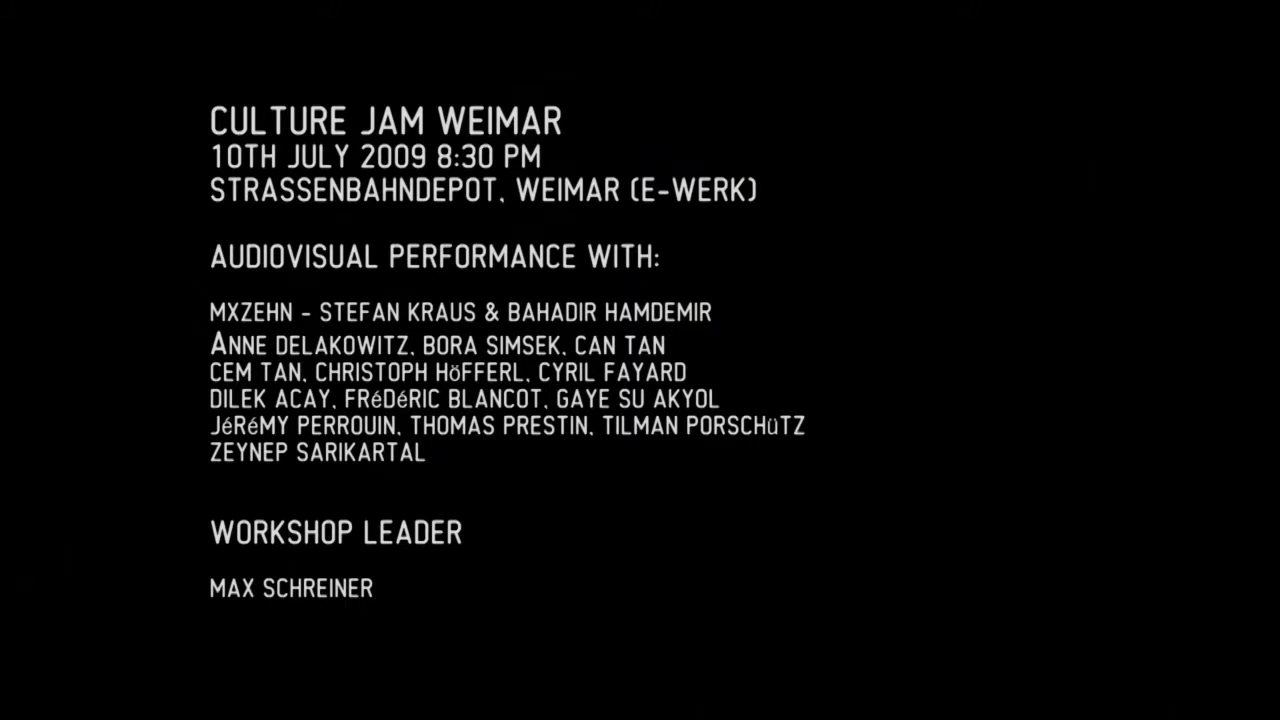 CULTURE JAM WEIMAR
10TH JULY 2009 8:30 PM
STRASSENBAHNDEPOT, WEIMAR (E-WERK)
AUDIOVISUAL PERFORMANCE WITH:
MXZEHN - STEFAN KRAUS & BAHADIR HAMDEMIR
ANNE DELAKOWITZ, BORA SIMSEK, CAN TAN
CEM TAN, CHRISTOPH HöFFERL, CYRIL FAYARD
DILEK ACAY, FRéDéRIC BLANCOT, GAYE SU AKYOL
JéRéMY PERROUIN, THOMAS PRESTIN, TILMAN PORSCHüTZ
ZEYNEP SARIKARTAL
WORKSHOP LEADER
MAX SCHREINER